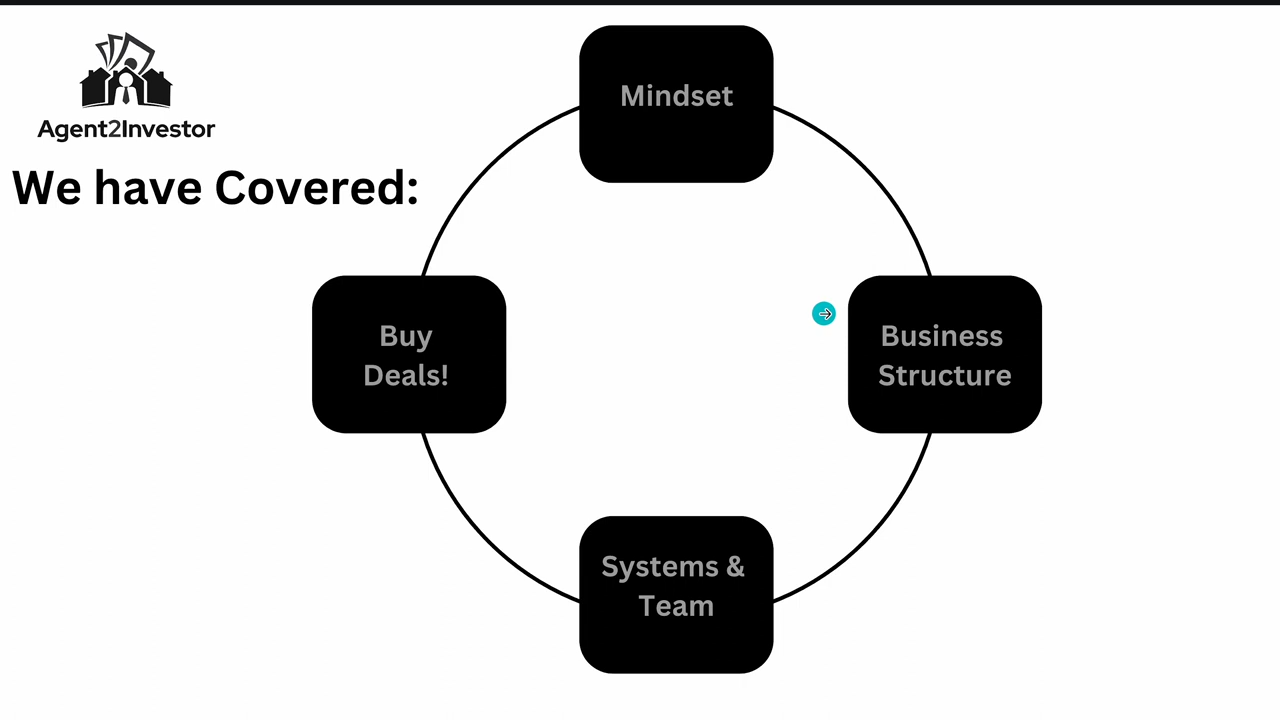 Agent2Investor
We have Covered:
Mindset
Buy
Deals!
Business
Structure
Systems &
Team